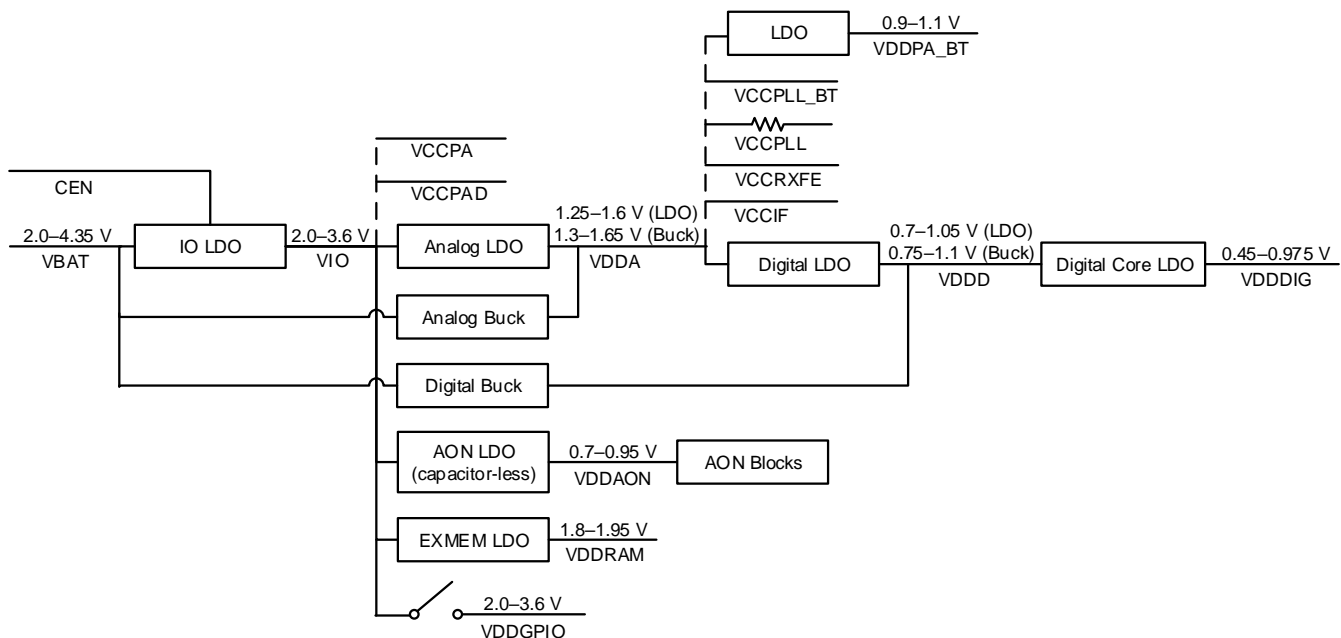 LDO
0.9–1.1 V
VDDPA_BT
VCCPLL_BT
VCCPLL
VCCRXFE
VCCIF
VCCPA
VCCPAD
CEN
2.0–4.35 V
VBAT
IO LDO
2.0–3.6 V
VIO
Analog LDO
1.25–1.6 V (LDO)
1.3–1.65 V (Buck)
VDDA
Digital LDO
0.7–1.05 V (LDO)
0.75–1.1 V (Buck)
VDDD
Digital Core LDO
0.45–0.975 V
VDDDIG
Analog Buck
Digital Buck
AON LDO
(capacitor-less)
0.7–0.95 V
VDDAON
AON Blocks
EXMEM LDO
1.8–1.95 V
VDDRAM
2.0–3.6 V
VDDGPIO